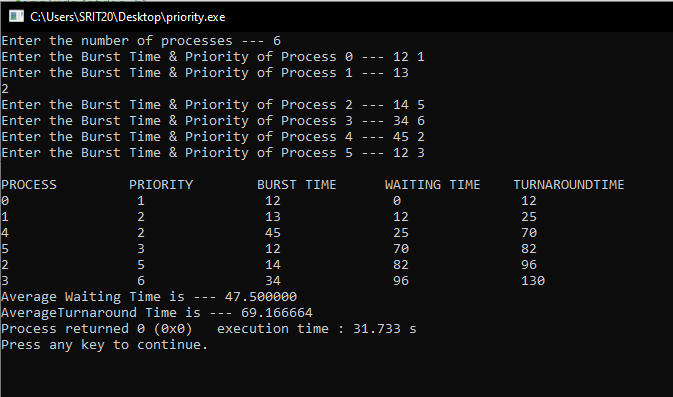 C:\Users\SRIT20\Desktop\priority.exe
Enter the number of processes --- 6
Enter the Burst Time & Priority of Process 0 --- 12 1
Enter the Burst Time & Priority of Process 1 --- 13
2
Enter the Burst Time & Priority of Process 2 --- 14 5
Enter the Burst Time & Priority of Process 3 --- 34 6
Enter the Burst Time & Priority of Process 4 --- 45 2
Enter the Burst Time & Priority of Process 5 --- 12 3
PROCESS PRIORITY BURST TIME WAITING TIME TURNAROUNDTIME
0 1 12 0 12
1 2 13 12 25
4 2 45 25 70
5 3 12 70 82
2 5 14 82 96
3 6 34 96 130
Average Waiting Time is --- 47.500000
AverageTurnaround Time is --- 69.166664
Process returned 0 (0x0)   execution time : 31.733 s
Press any key to continue.